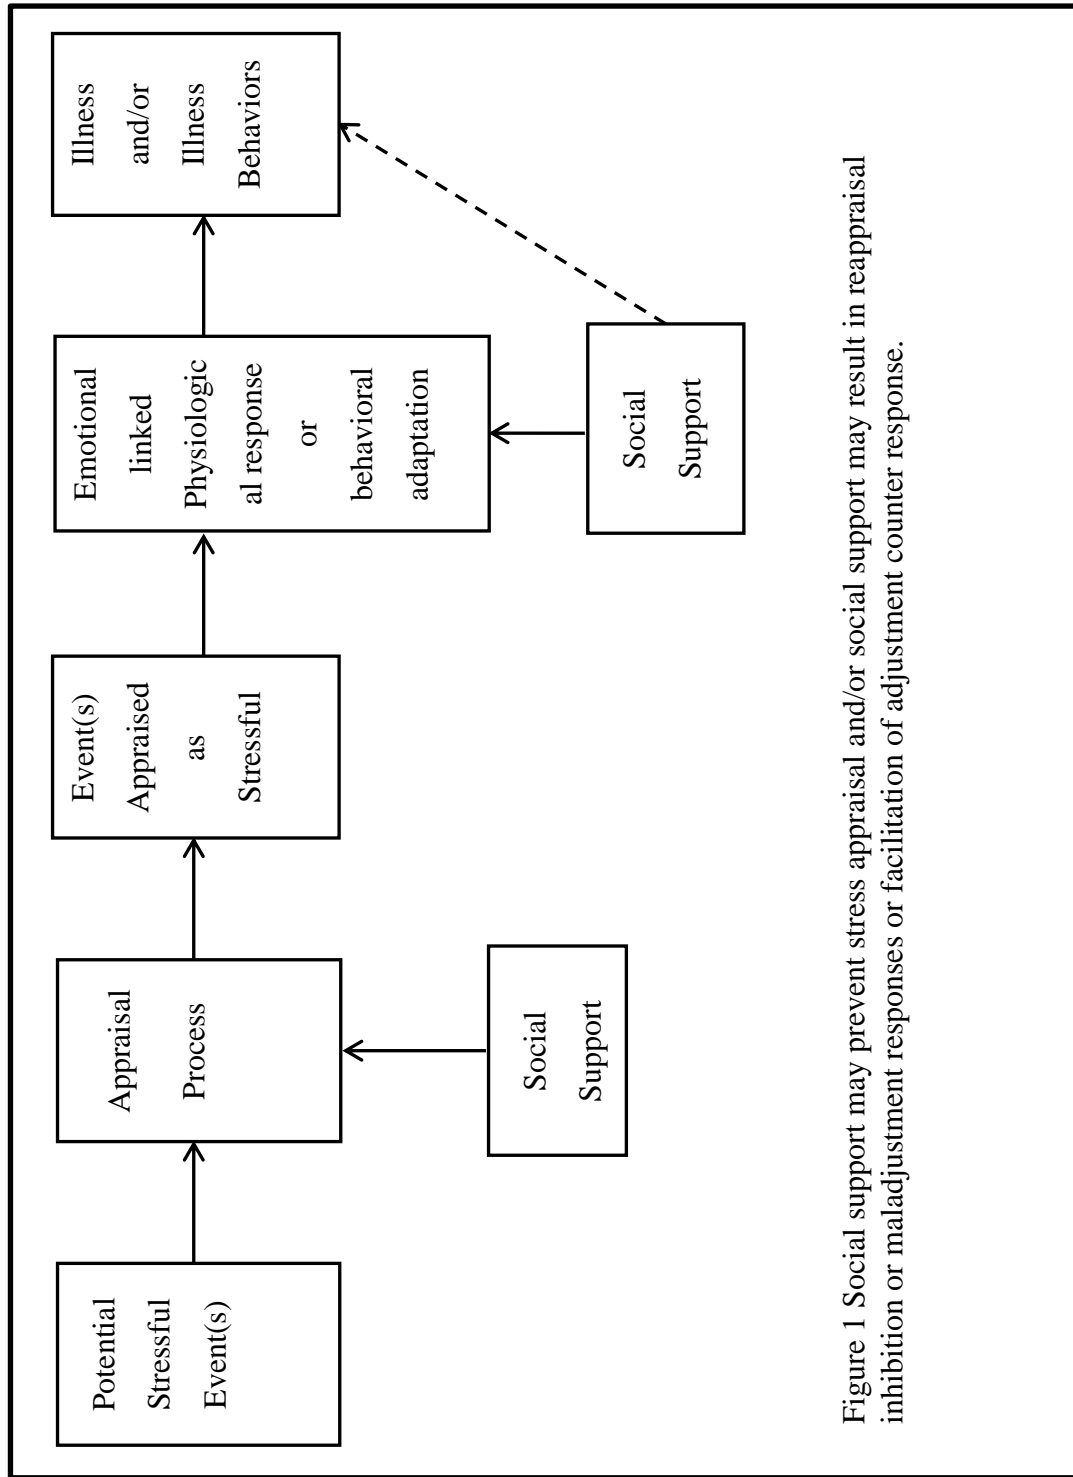 Potential
Stressful
Event(s)
Appraisal
Process
Event(s)
Appraised
as
Stressful
Emotional
linked
Physiologic
al response
or
behavioral
adaptation
Illness
and/or
Illness
Behaviors
Social
Support
Social
Support
Figure 1 Social support may prevent stress appraisal and/or social support may result in reappraisal
inhibition or maladjustment responses or facilitation of adjustment counter response.